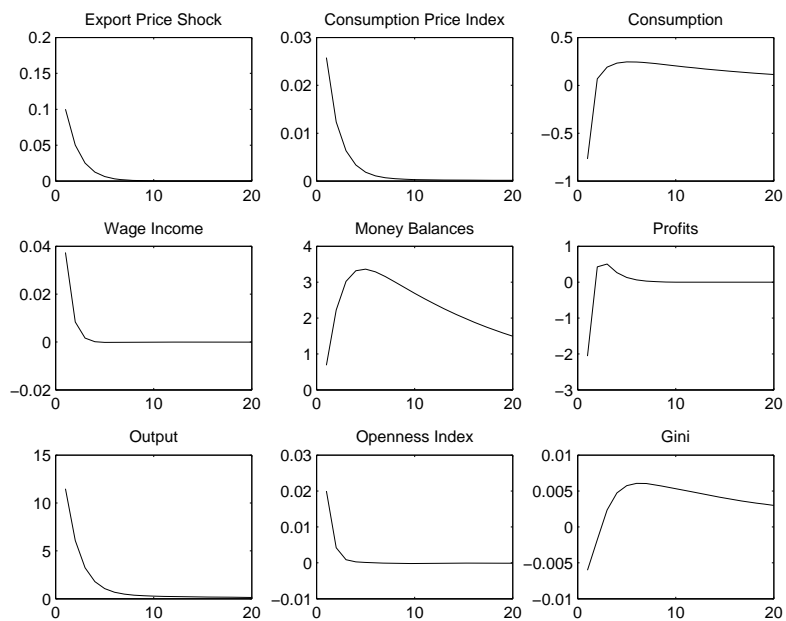 Export Price Shock
0.2
0.15
0.1
0.05
0
0 10 20
Consumption Price Index
0.03
0.02
0.01
0
0 10 20
Consumption
0.5
0
−0.5
−1
0 10 20
Wage Income
0.04
0.02
0
−0.02
0 10 20
Money Balances
4
3
2
1
0
0 10 20
Profits
1
0
−1
−2
−3
0 10 20
Output
15
10
5
0
0 10 20
Openness Index
0.03
0.02
0.01
0
−0.01
0 10 20
Gini
0.01
0.005
0
−0.005
−0.01
0 10 20